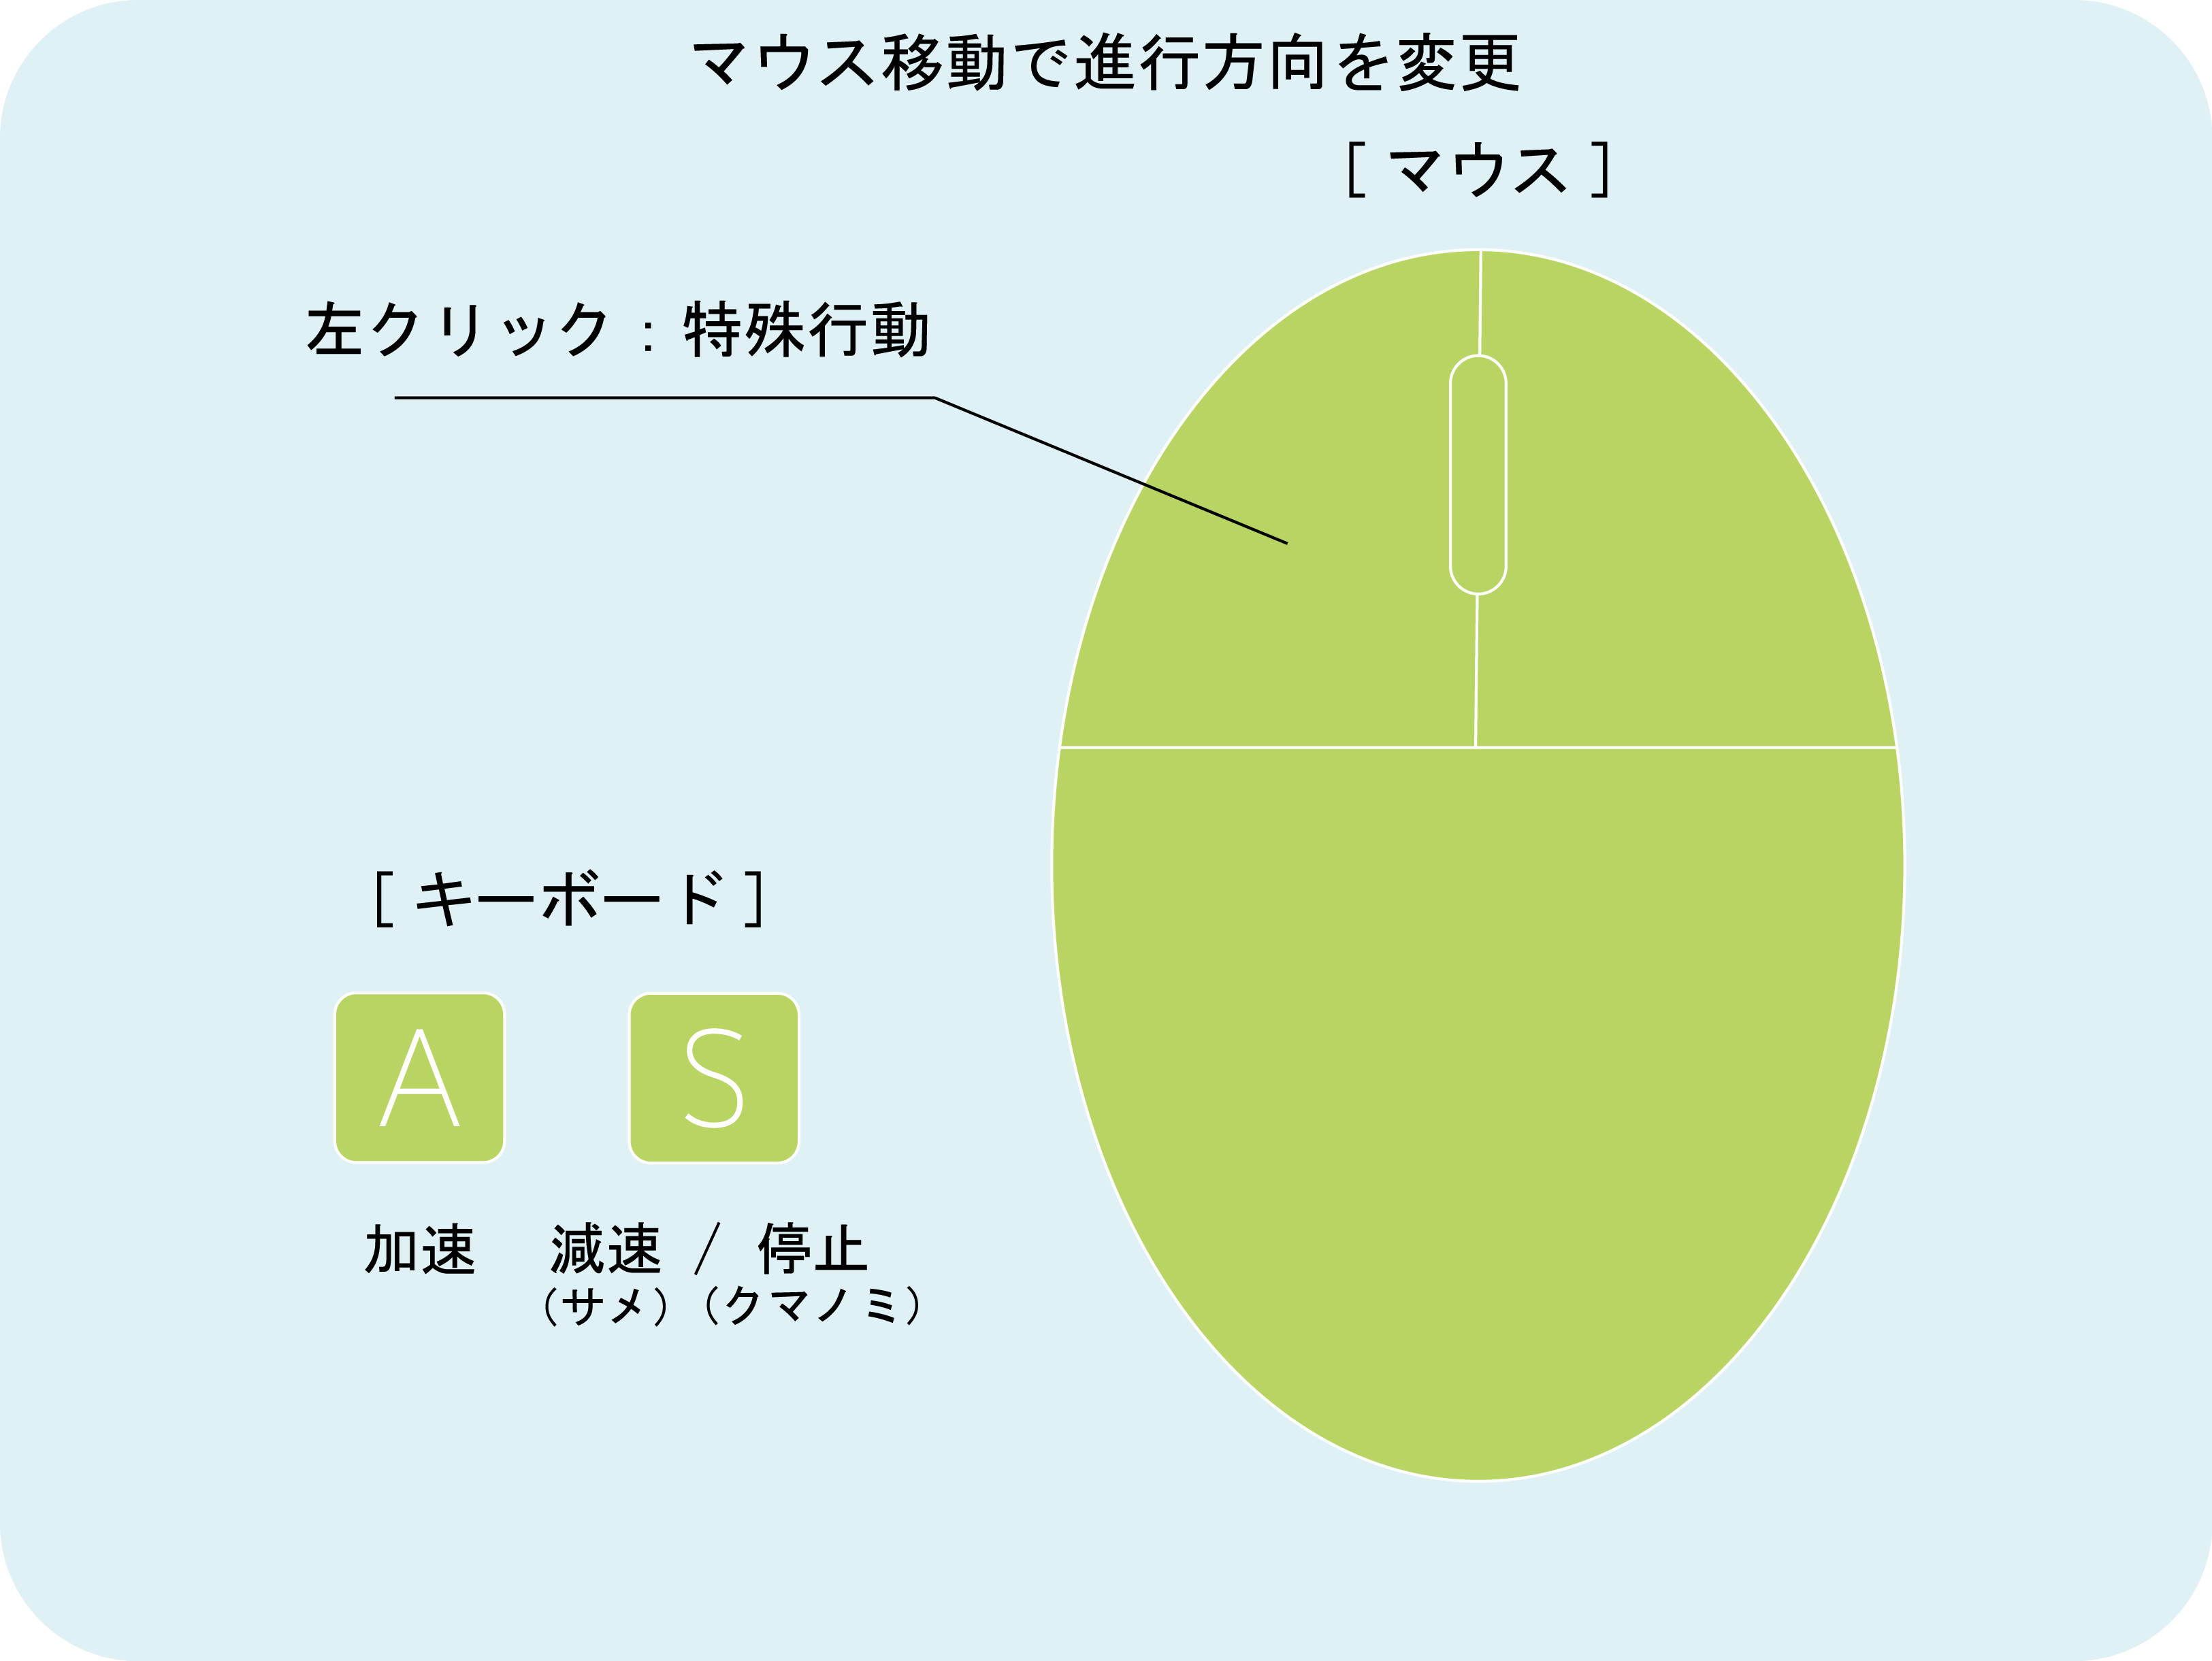 マウス移動で進行方向を変更
[ マウス ]
左クリック：特殊行動
[ キーボード ]
A S
加速 減速 / 停止
（サメ）（クマノミ）